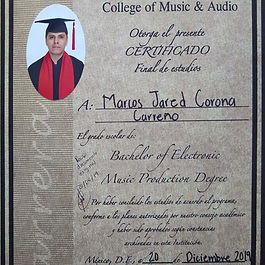 College of Music & Audio
Otorga el presente
CERTIFICADO
Final de estudios
A: Marcos Jared Corona
Carreño
El grado escolar de:
Bachelor of Electronic
Music Production Degree
Por haber concluido los estudios de acuerdo al programa,
conforme a los planes autorizados por nuestro consejo académico
y haber sido aprobados según constancias
archivadas en esta Institución.
México, D.F., a 20 de Diciembre 2019